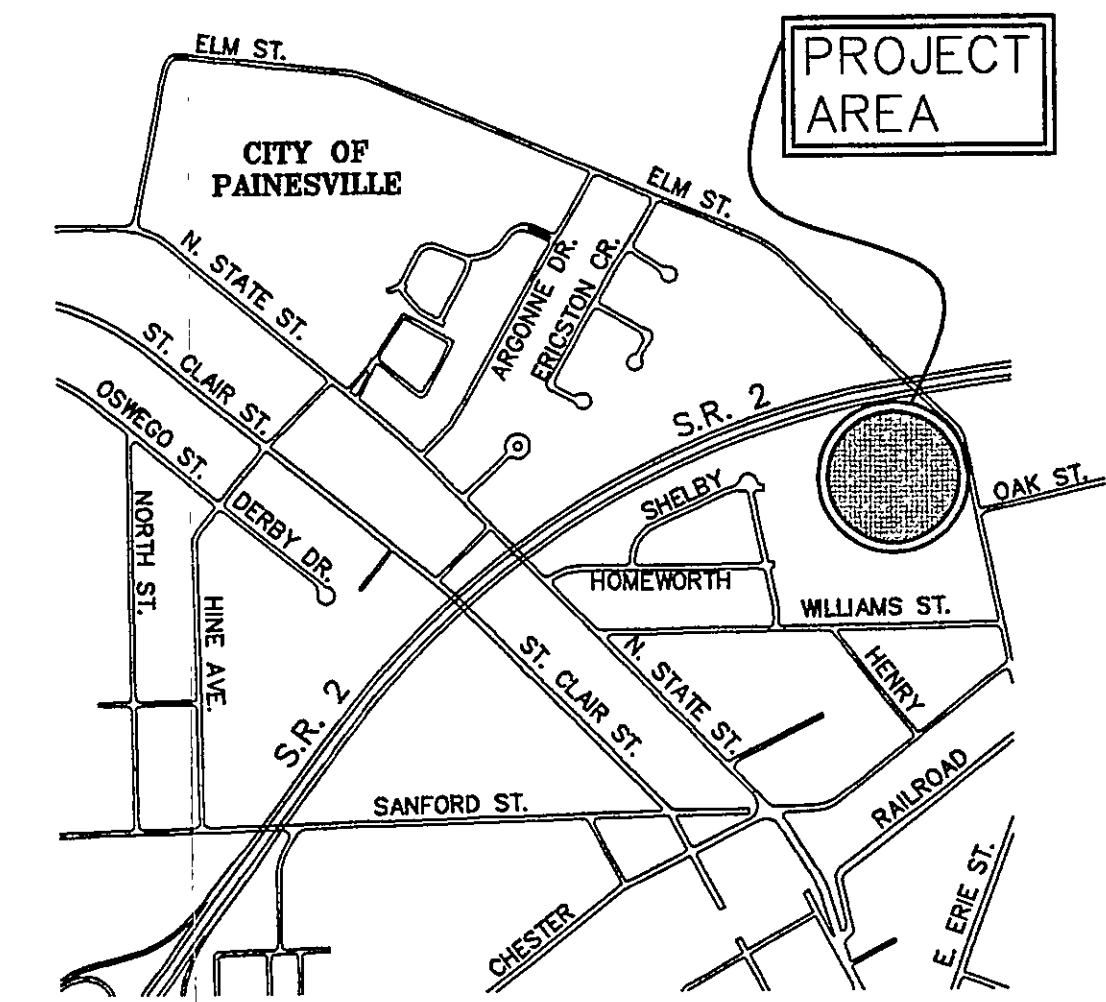 PROJECT
AREA
ELM ST.
CITY OF
PAINESVILLE
ELM ST.
N. STATE ST.
ARGONNE DR.
ERICSTON CR.
ST. CLAIR ST.
OSWEGO ST.
S.R. 2
SHELBY
OAK ST.
NORTH ST.
DERBY DR.
HOMEWORTH
WILLIAMS ST.
HINE AVE.
ST. CLAIR ST.
N. STATE ST.
HENRY
S.R. 2
SANFORD ST.
RAILROAD
CHESTER
E. ERIE ST.